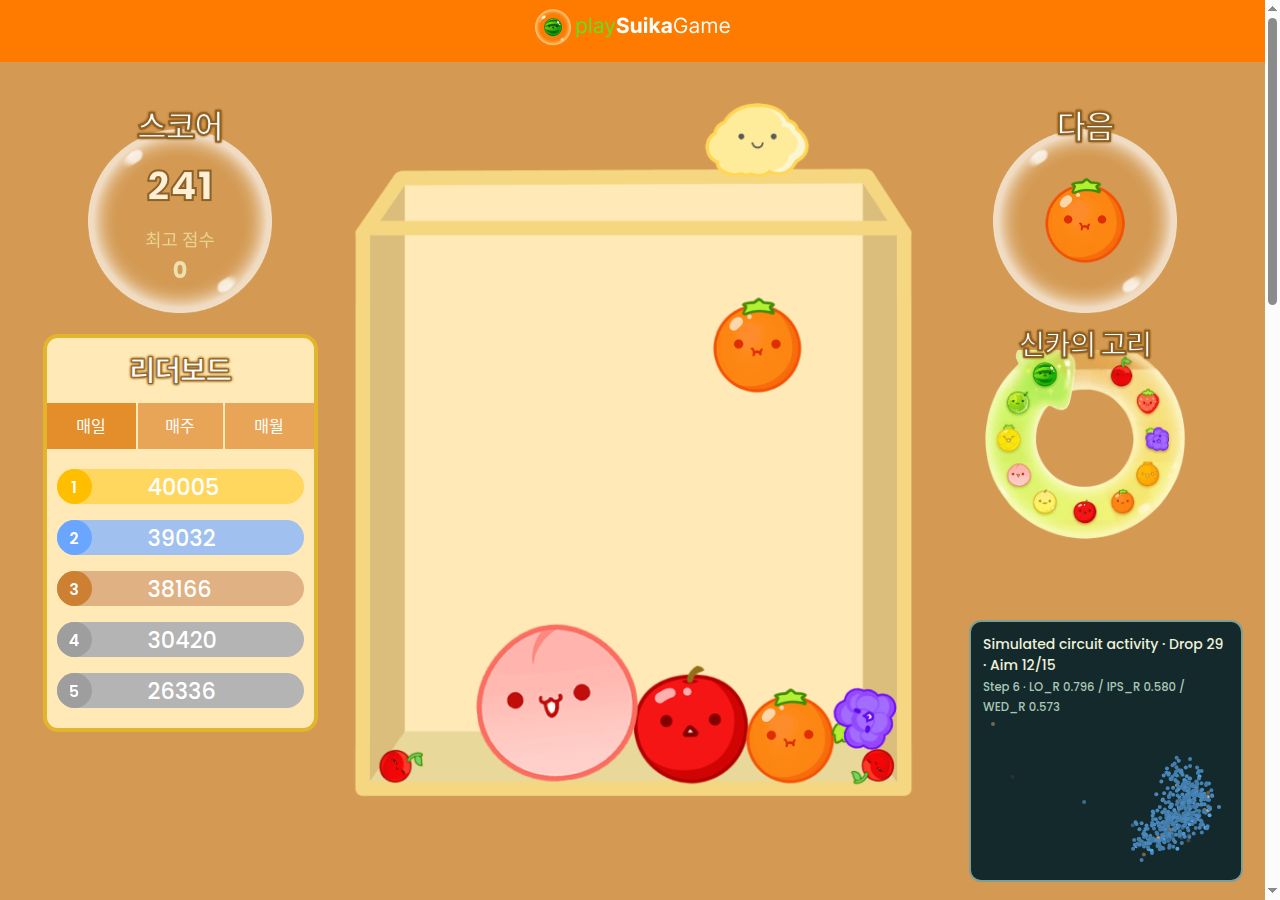 playSuikaGame
스코어
241
최고 점수
0
리더보드
매일 매주 매월
1 40005
2 39032
3 38166
4 30420
5 26336
다음
신카의 고리
Simulated circuit activity · Drop 29
· Aim 12/15
Step 6 · LO_R 0.796 / IPS_R 0.580 /
WED_R 0.573